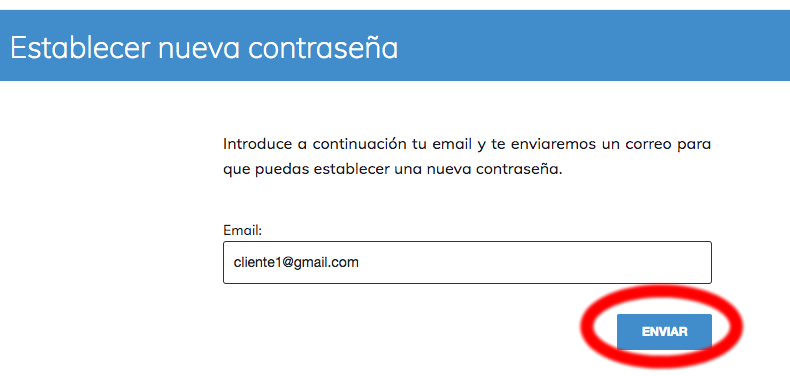 Establecer nueva contraseña
Introduce a continuación tu email y te enviaremos un correo para
que puedas establecer una nueva contraseña.
Email:
cliente1@gmail.com
ENVIAR